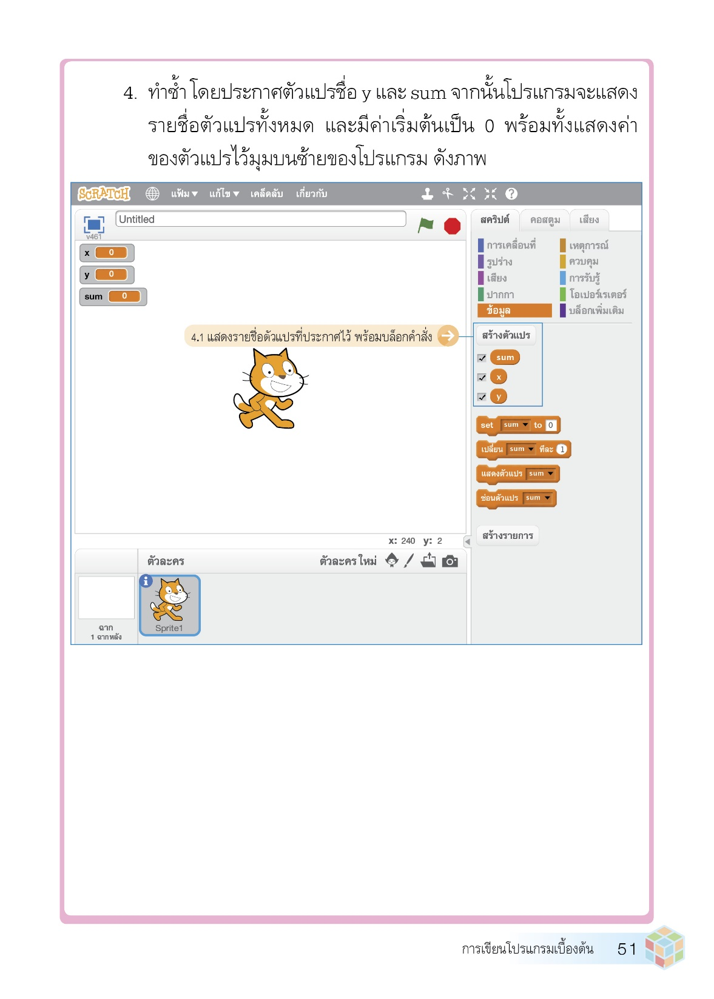 4. ทำซ้ำ โดยประกาศตัวแปรชื่อ y และ sum จากนั้นโปรแกรมจะแสดง
รายชื่อตัวแปรทั้งหมด และมีค่าเริ่มต้นเป็น 0 พร้อมทั้งแสดงค่า
ของตัวแปรไว้มุมบนซ้ายของโปรแกรม ดังภาพ
SCRATCH แฟ้ม แก้ไข เคล็ดลับ เกี่ยวกับ
Untitled
v461
x 0
y 0
sum 0
4.1 แสดงรายชื่อตัวแปรที่ประกาศไว้ พร้อมบล็อกคำสั่ง
x: 240 y: 2
ตัวละคร ตัวละครใหม่
Sprite1
ฉาก
1 ฉากหลัง
สคริปต์ คอสตูม เสียง
การเคลื่อนที่ เหตุการณ์
รูปร่าง ควบคุม
เสียง การรับรู้
ปากกา โอเปอร์เรเตอร์
ข้อมูล บล็อกเพิ่มเติม
สร้างตัวแปร
sum
x
y
set sum to 0
เปลี่ยน sum ทีละ 1
แสดงตัวแปร sum
ซ่อนตัวแปร sum
สร้างรายการ
การเขียนโปรแกรมเบื้องต้น 51